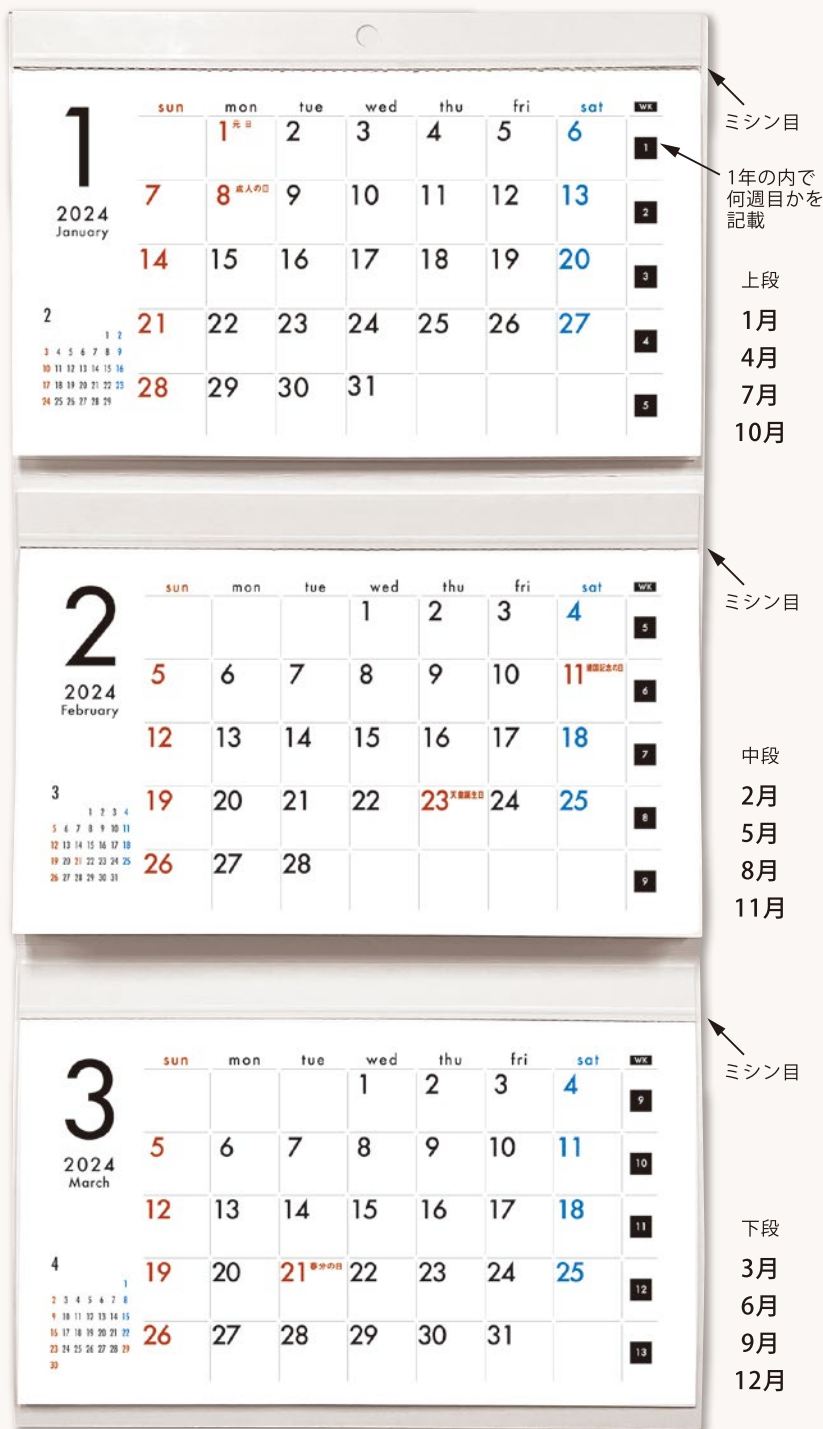 1
2024
January
sun mon tue wed thu fri sat WK
1 元日 2 3 4 5 6 1
7 8 成人の日 9 10 11 12 13 2
14 15 16 17 18 19 20 3
21 22 23 24 25 26 27 4
28 29 30 31 5
2
1 2
3 4 5 6 7 8 9
10 11 12 13 14 15 16
17 18 19 20 21 22 23
24 25 26 27 28 29
ミシン目
1年の内で
何週目かを
記載
上段
1月
4月
7月
10月
2
2024
February
sun mon tue wed thu fri sat WK
1 2 3 4 5
5 6 7 8 9 10 11 建国記念の日 6
12 13 14 15 16 17 18 7
19 20 21 22 23 天皇誕生日 24 25 8
26 27 28 9
3
1 2 3 4
5 6 7 8 9 10 11
12 13 14 15 16 17 18
19 20 21 22 23 24 25
26 27 28 29 30 31
ミシン目
中段
2月
5月
8月
11月
3
2024
March
sun mon tue wed thu fri sat WK
1 2 3 4 9
5 6 7 8 9 10 11 10
12 13 14 15 16 17 18 11
19 20 21 春分の日 22 23 24 25 12
26 27 28 29 30 31 13
4
1
2 3 4 5 6 7 8
9 10 11 12 13 14 15
16 17 18 19 20 21 22
23 24 25 26 27 28 29
30
ミシン目
下段
3月
6月
9月
12月